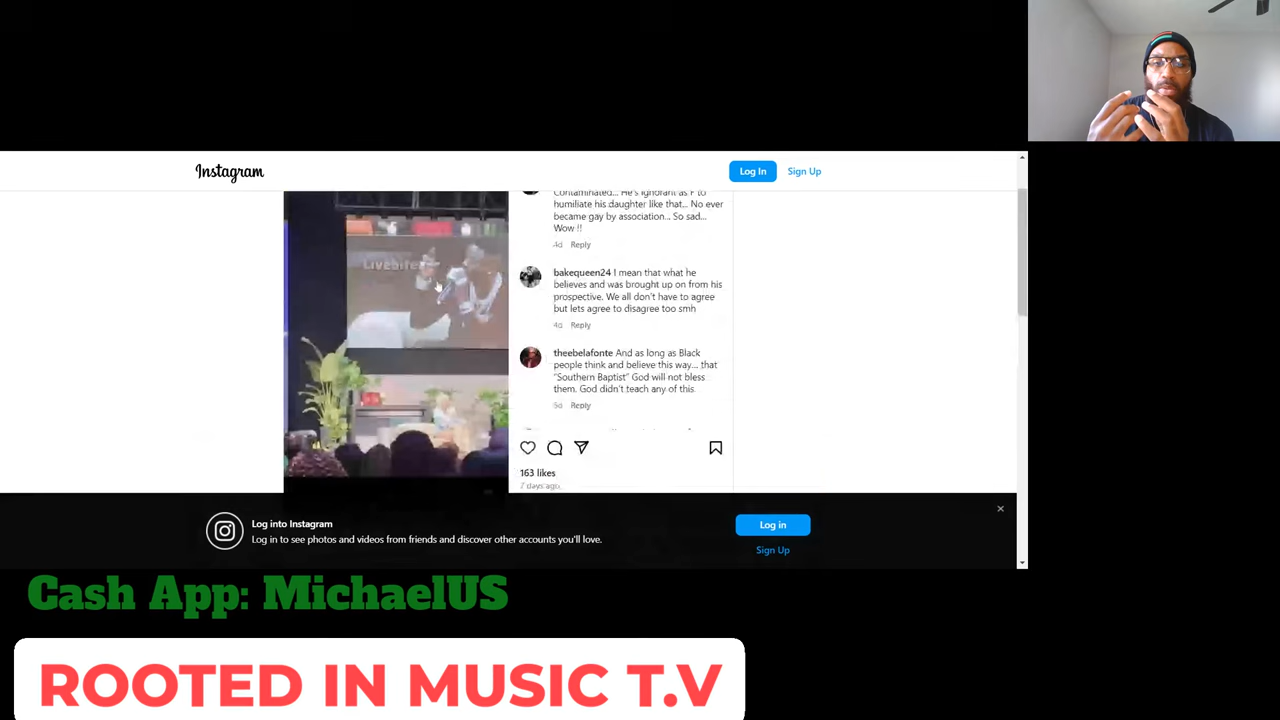 Instagram
Log In
Sign Up
Contaminated... He's ignorant as F to
humiliate his daughter like that... No ever
became gay by association... So sad...
Wow !!
4d Reply
bakequeen24 I mean that what he
believes and was brought up on from his
prospective. We all don't have to agree
but lets agree to disagree too smh
4d Reply
theebelafonte And as long as Black
people think and believe this way... that
"Southern Baptist" God will not bless
them. God didn't teach any of this
5d Reply
163 likes
7 days ago
Log into Instagram
Log in to see photos and videos from friends and discover other accounts you'll love.
Log in
Sign Up
Cash App: MichaelUS
ROOTED IN MUSIC T.V